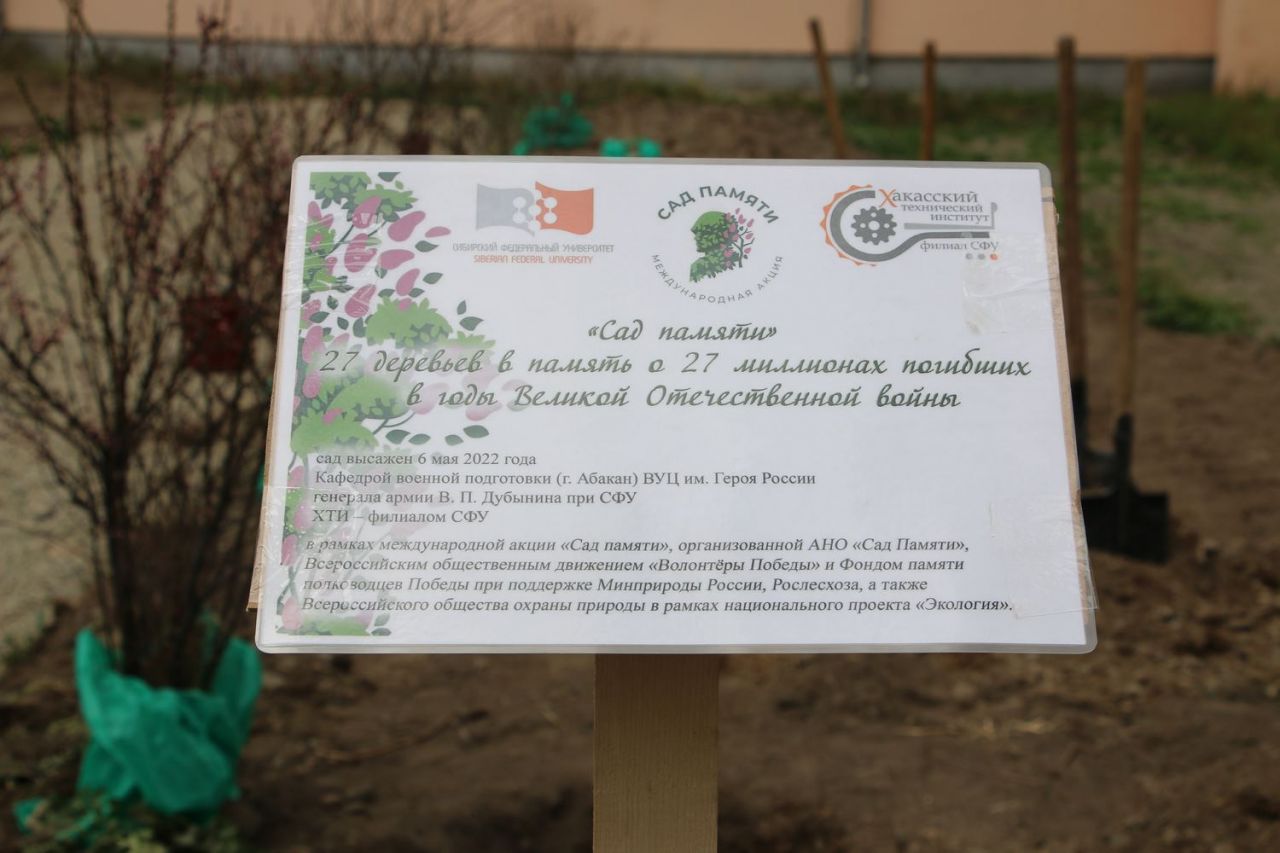 СИБИРСКИЙ ФЕДЕРАЛЬНЫЙ УНИВЕРСИТЕТ
SIBERIAN FEDERAL UNIVERSITY
САД ПАМЯТИ
МЕЖДУНАРОДНАЯ АКЦИЯ
Хакасский
технический
институт
филиал СФУ
«Сад памяти»
27 деревьев в память о 27 миллионах погибших
в годы Великой Отечественной войны
сад высажен 6 мая 2022 года
Кафедрой военной подготовки (г. Абакан) ВУЦ им. Героя России
генерала армии В. П. Дубынина при СФУ
ХТИ – филиалом СФУ
в рамках международной акции «Сад памяти», организованной АНО «Сад Памяти»,
Всероссийским общественным движением «Волонтёры Победы» и Фондом памяти
полководцев Победы при поддержке Минприроды России, Рослесхоза, а также
Всероссийского общества охраны природы в рамках национального проекта «Экология».